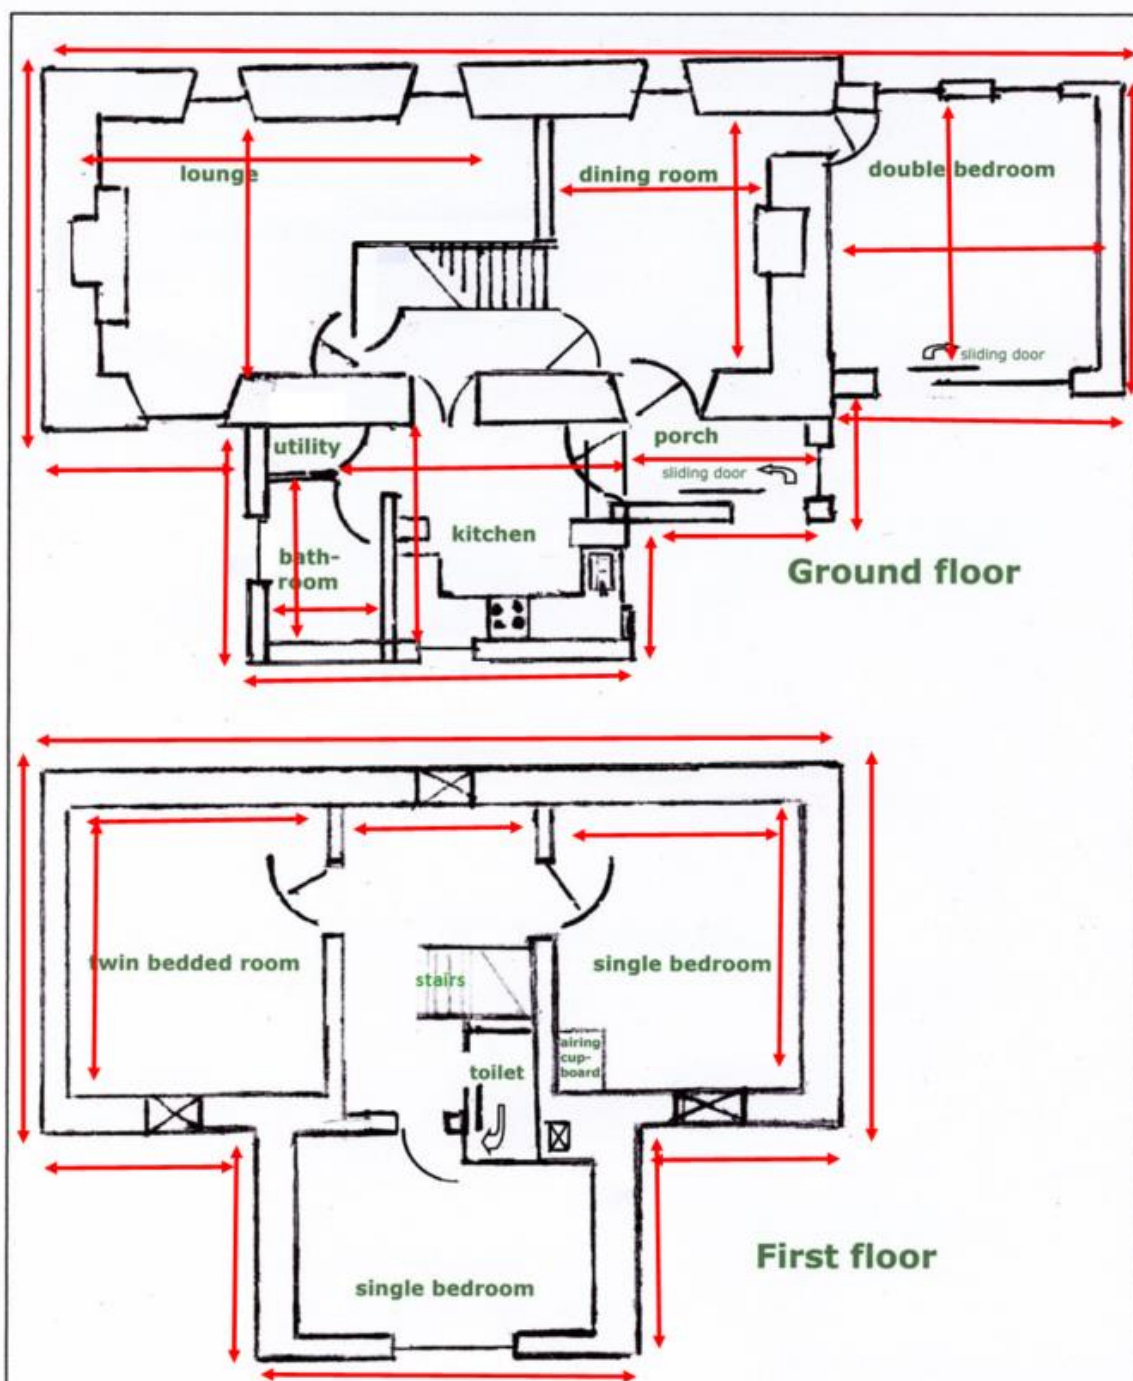 lounge
dining room
double bedroom
sliding door
utility
porch
sliding door
kitchen
bath-
room
Ground floor
twin bedded room
single bedroom
stairs
airing
cup-
board
toilet
single bedroom
First floor